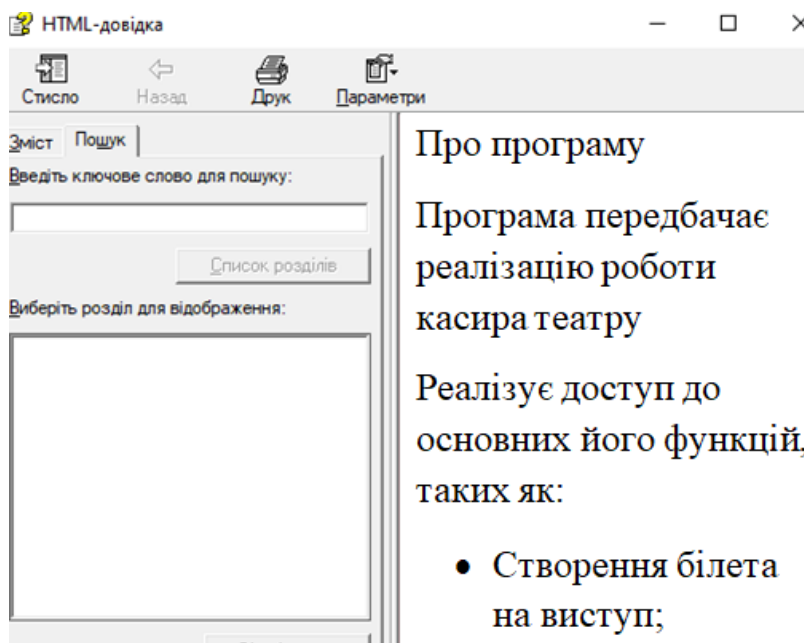 HTML-довідка
Стисло Назад Друк Параметри
Зміст Пошук
Введіть ключове слово для пошуку:
Список розділів
Виберіть розділ для відображення:
Про програму
Програма передбачає
реалізацію роботи
касира театру
Реалізує доступ до
основних його функцій,
таких як:
• Створення білета
на виступ;